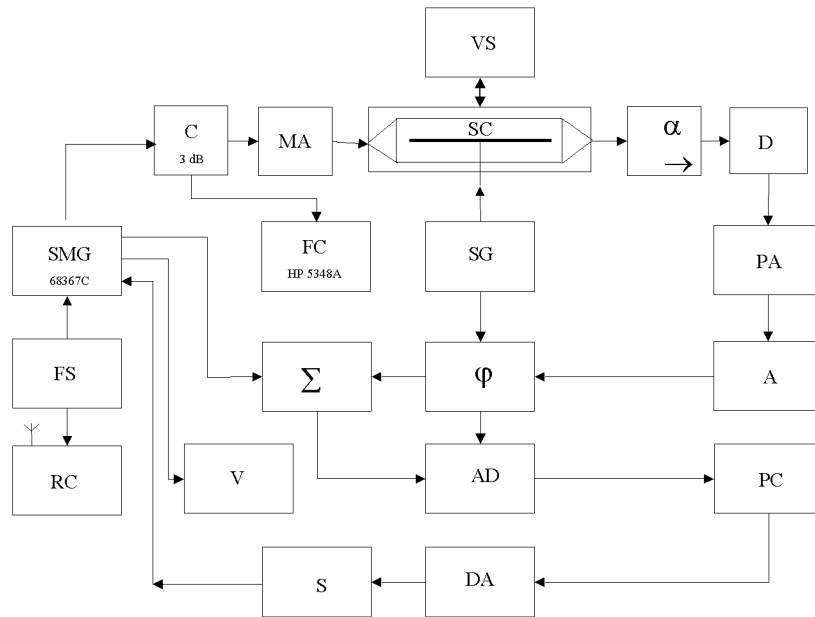 VS
C
3 dB
MA
SC
α
→
D
SMG
68367C
FC
HP 5348A
SG
PA
FS
Σ
φ
A
RC
V
AD
PC
S
DA